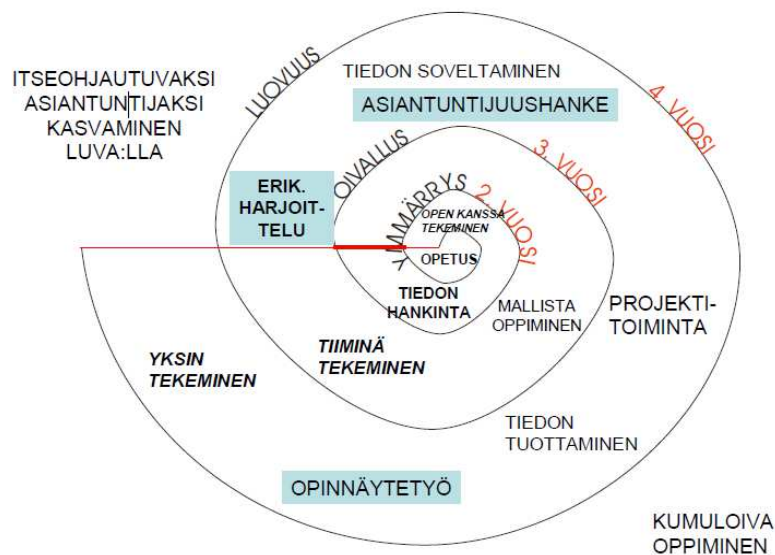 ITSEOHJAUTUVAKSI
ASIANTUNTIJAKSI
KASVAMINEN
LUVA:LLA
LUOVUUS
TIEDON SOVELTAMINEN
ASIANTUNTIJUUSHANKE
4. VUOSI
OIVALLUS
3. VUOSI
ERIK.
HARJOIT-
TELU
YMMÄRRYS
2. VUOSI
OPEN KANSSA
TEKEMINEN
OPETUS
TIEDON
HANKINTA
MALLISTA
OPPIMINEN
PROJEKTI-
TOIMINTA
YKSIN
TEKEMINEN
TIIMINÄ
TEKEMINEN
TIEDON
TUOTTAMINEN
OPINNÄYTETYÖ
KUMULOIVA
OPPIMINEN